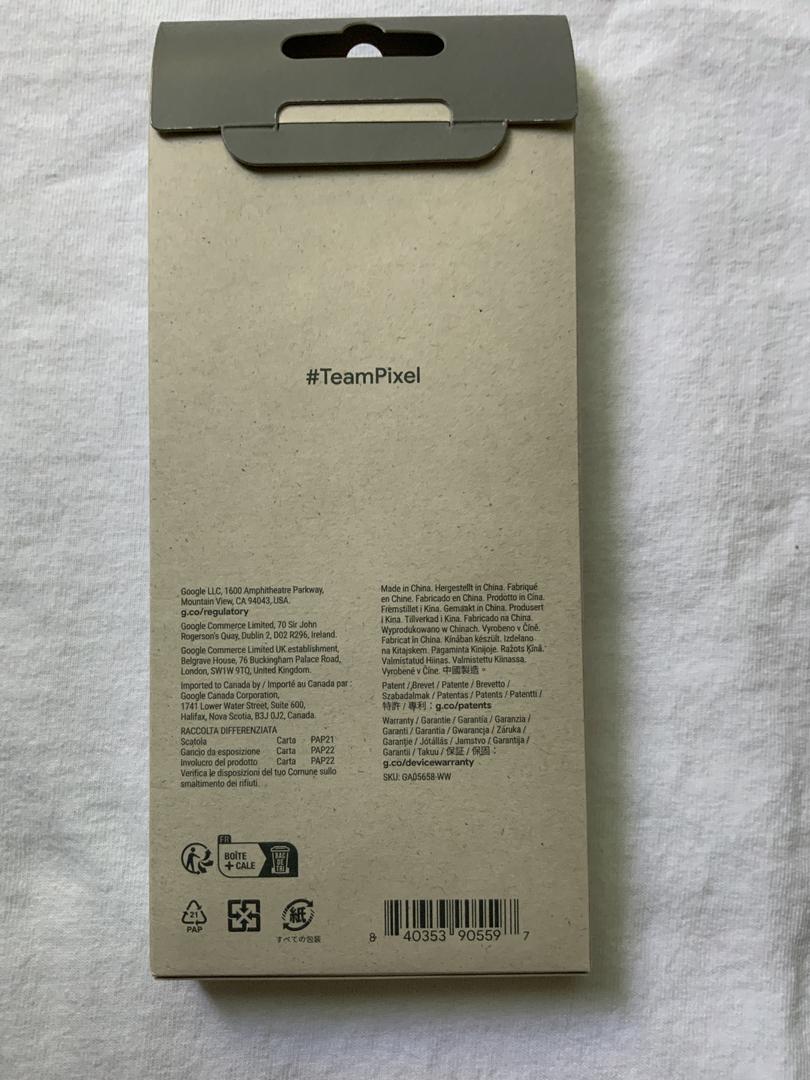 #TeamPixel
Google LLC, 1600 Amphitheatre Parkway,
Mountain View, CA 94043, USA.
g.co/regulatory
Google Commerce Limited, 70 Sir John
Rogerson's Quay, Dublin 2, D02 R296, Ireland.
Google Commerce Limited UK establishment,
Belgrave House, 76 Buckingham Palace Road,
London, SW1W 9TQ, United Kingdom.
Imported to Canada by / Importé au Canada par :
Google Canada Corporation,
1741 Lower Water Street, Suite 600,
Halifax, Nova Scotia, B3J 0J2, Canada.
RACCOLTA DIFFERENZIATA
Scatola Carta PAP21
Gancio da esposizione Carta PAP22
Involucro del prodotto Carta PAP22
Verifica le disposizioni del tuo Comune sullo
smaltimento dei rifiuti.
Made in China. Hergestellt in China. Fabriqué
en Chine. Fabricado en China. Prodotto in Cina.
Fremstillet i Kina. Gemaakt in China. Produsert
i Kina. Tillverkad i Kina. Fabricado na China.
Wyprodukowano w Chinach. Vyrobeno v Číně.
Fabricat în China. Kínában készült. Izdelano
na Kitajskem. Pagaminta Kinijoje. Ražots Ķīnā.
Valmistatud Hiinas. Valmistettu Kiinassa.
Vyrobené v Číne. 中國製造。
Patent / Brevet / Patente / Brevetto /
Szabadalmak / Patentas / Patents / Patentti /
特許 / 專利：g.co/patents
Warranty / Garantie / Garantía / Garanzia /
Garanti / Garantia / Gwarancja / Záruka /
Garanție / Jótállás / Jamstvo / Garantija /
Garantii / Takuu / 保証 / 保固：
g.co/devicewarranty
SKU: GA05658-WW
FR
BOÎTE
+ CALE
BAC
DE
TRI
21
PAP
紙
すべての包装
8 40353 90559 7